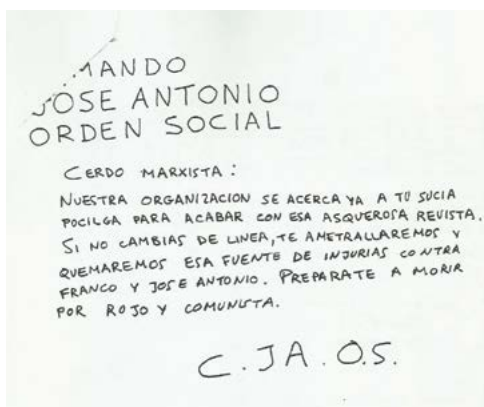 MANDO
JOSE ANTONIO
ORDEN SOCIAL
CERDO MARXISTA:
NUESTRA ORGANIZACION SE ACERCA YA A TU SUCIA
POCILGA PARA ACABAR CON ESA ASQUEROSA REVISTA.
SI NO CAMBIAS DE LINEA, TE AMETRALLAREMOS Y
QUEMAREMOS ESA FUENTE DE INJURIAS CONTRA
FRANCO Y JOSE ANTONIO. PREPARATE A MORIR
POR ROJO Y COMUNISTA.
C.JA.O.S.